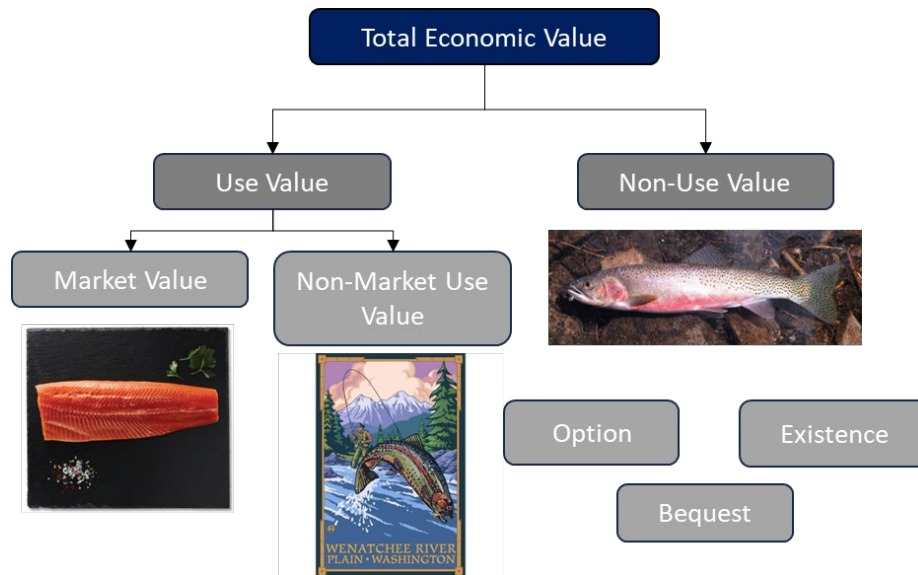 Total Economic Value
Use Value
Non-Use Value
Market Value
Non-Market Use
Value
WENATCHEE RIVER
PLAIN • WASHINGTON
Option
Existence
Bequest